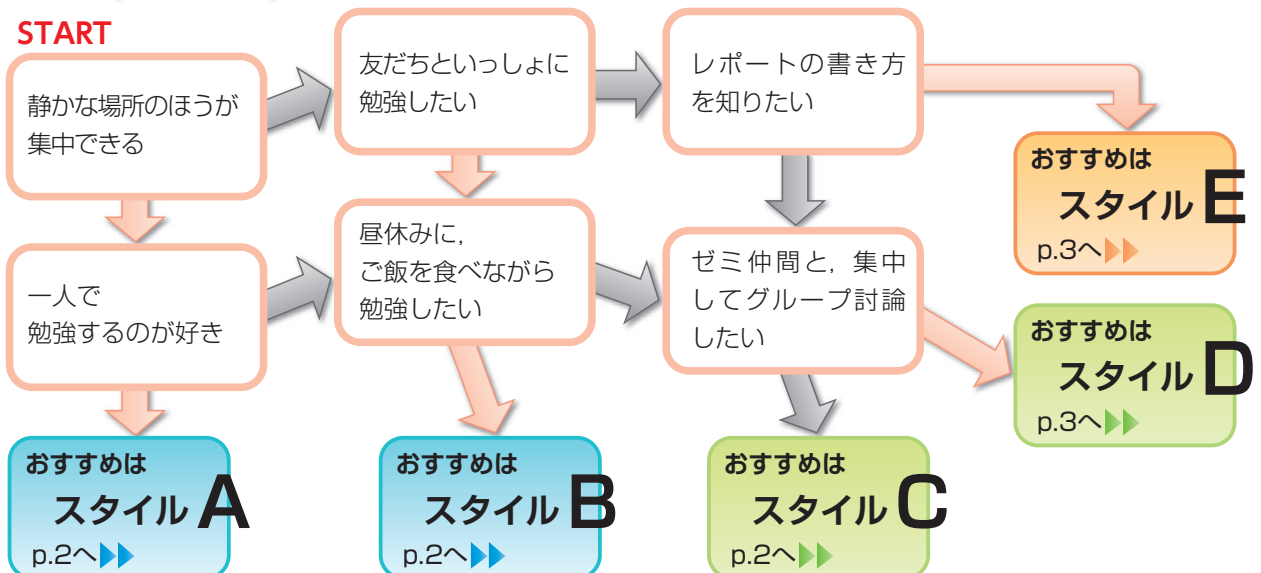 START
静かな場所のほうが
集中できる
友だちといっしょに
勉強したい
レポートの書き方
を知りたい
おすすめは
スタイルE
p.3へ
一人で
勉強するのが好き
昼休みに,
ご飯を食べながら
勉強したい
ゼミ仲間と, 集中
してグループ討論
したい
おすすめは
スタイルD
p.3へ
おすすめは
スタイルA
p.2へ
おすすめは
スタイルB
p.2へ
おすすめは
スタイルC
p.2へ